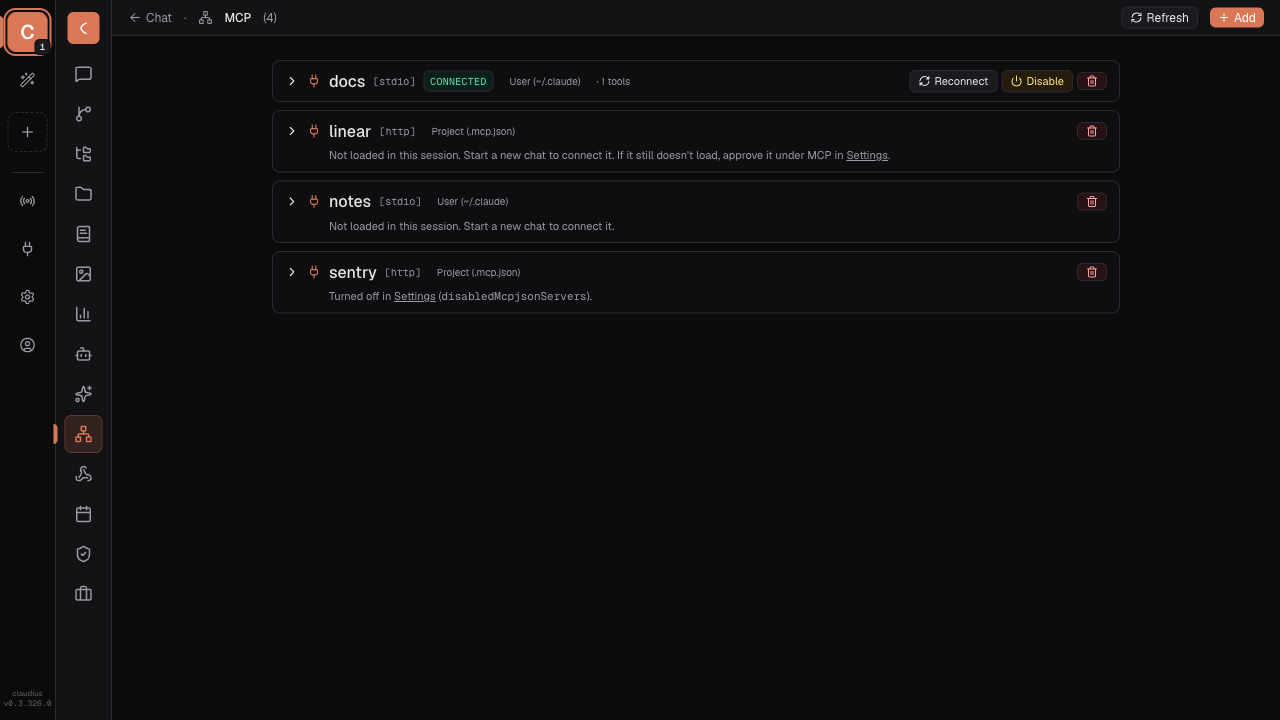 C
1
Chat · MCP (4)
Refresh
Add
docs [stdio] CONNECTED User (~/.claude) · 1 tools
Reconnect
Disable
linear [http] Project (.mcp.json)
Not loaded in this session. Start a new chat to connect it. If it still doesn't load, approve it under MCP in Settings.
notes [stdio] User (~/.claude)
Not loaded in this session. Start a new chat to connect it.
sentry [http] Project (.mcp.json)
Turned off in Settings (disabledMcpjsonServers).
claudius
v0.3.326.0